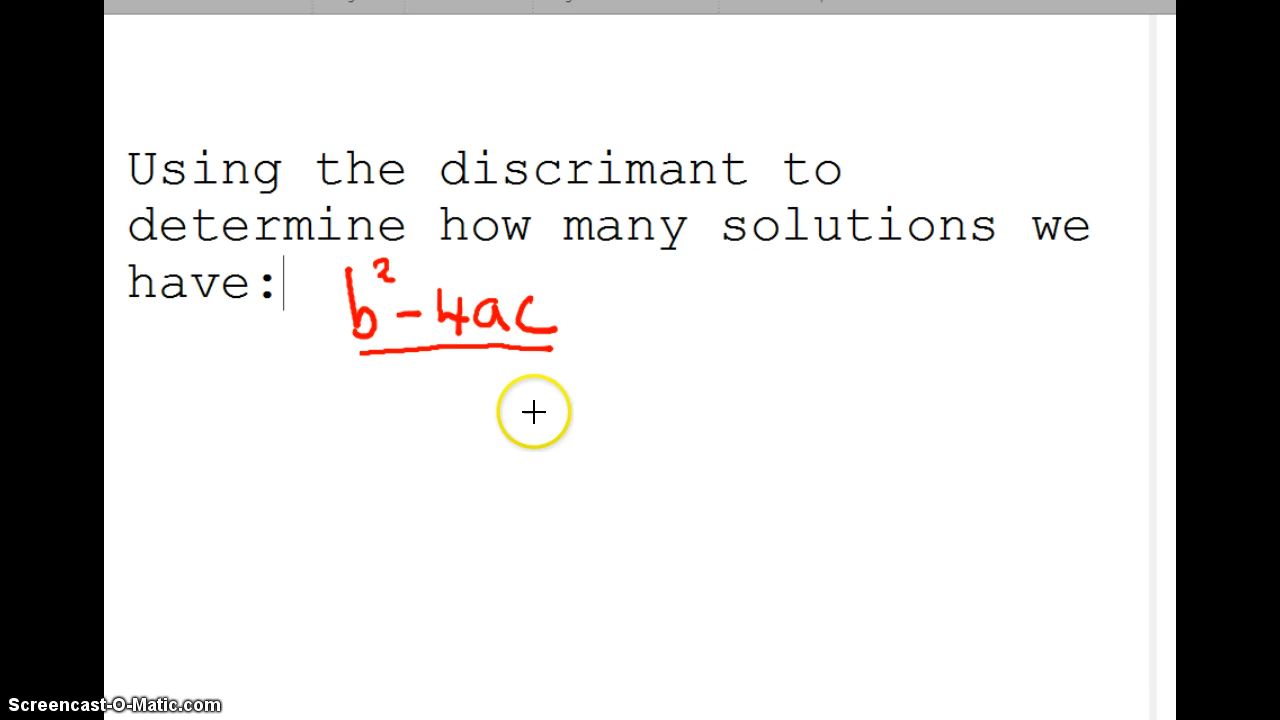 Using the discrimant to
determine how many solutions we
have:
b² - 4ac
Screencast-O-Matic.com